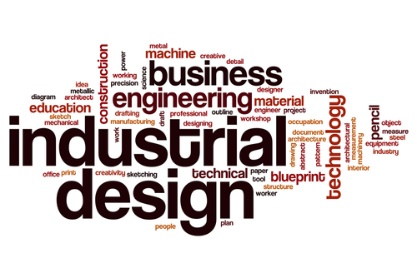 metal
machine
creative
detail
power
construction
science
idea
metallic
architect
working
precision
business
designer
invention
diagram
education
sketch
mechanical
engineering
material
engineer
project
drafting
manufacturing
draft
professional
designing
outline
workshop
work
industrial
occupation
document
architecture
drawing
abstract
pattern
technology
architectural
measurement
machinery
pencil
object
measure
steel
equipment
industry
interior
office
print
creativity
sketching
technical
paper
tool
blueprint
structure
worker
design
people
plan